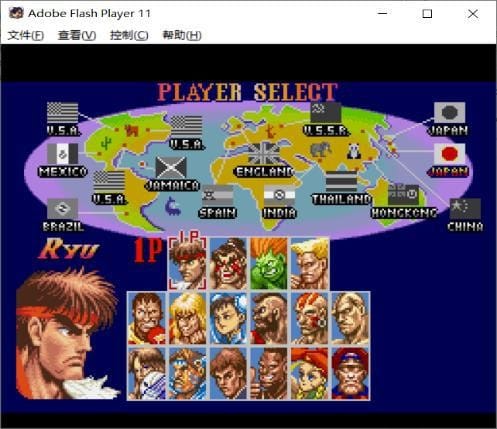 Adobe Flash Player 11
文件(F) 查看(V) 控制(C) 帮助(H)
PLAYER SELECT
U.S.A.
U.S.A.
U.S.S.R.
JAPAN
MEXICO
JAMAICA
ENGLAND
JAPAN
U.S.A.
SPAIN
INDIA
THAILAND
HONGKONG
BRAZIL
CHINA
RYU
1P
1P